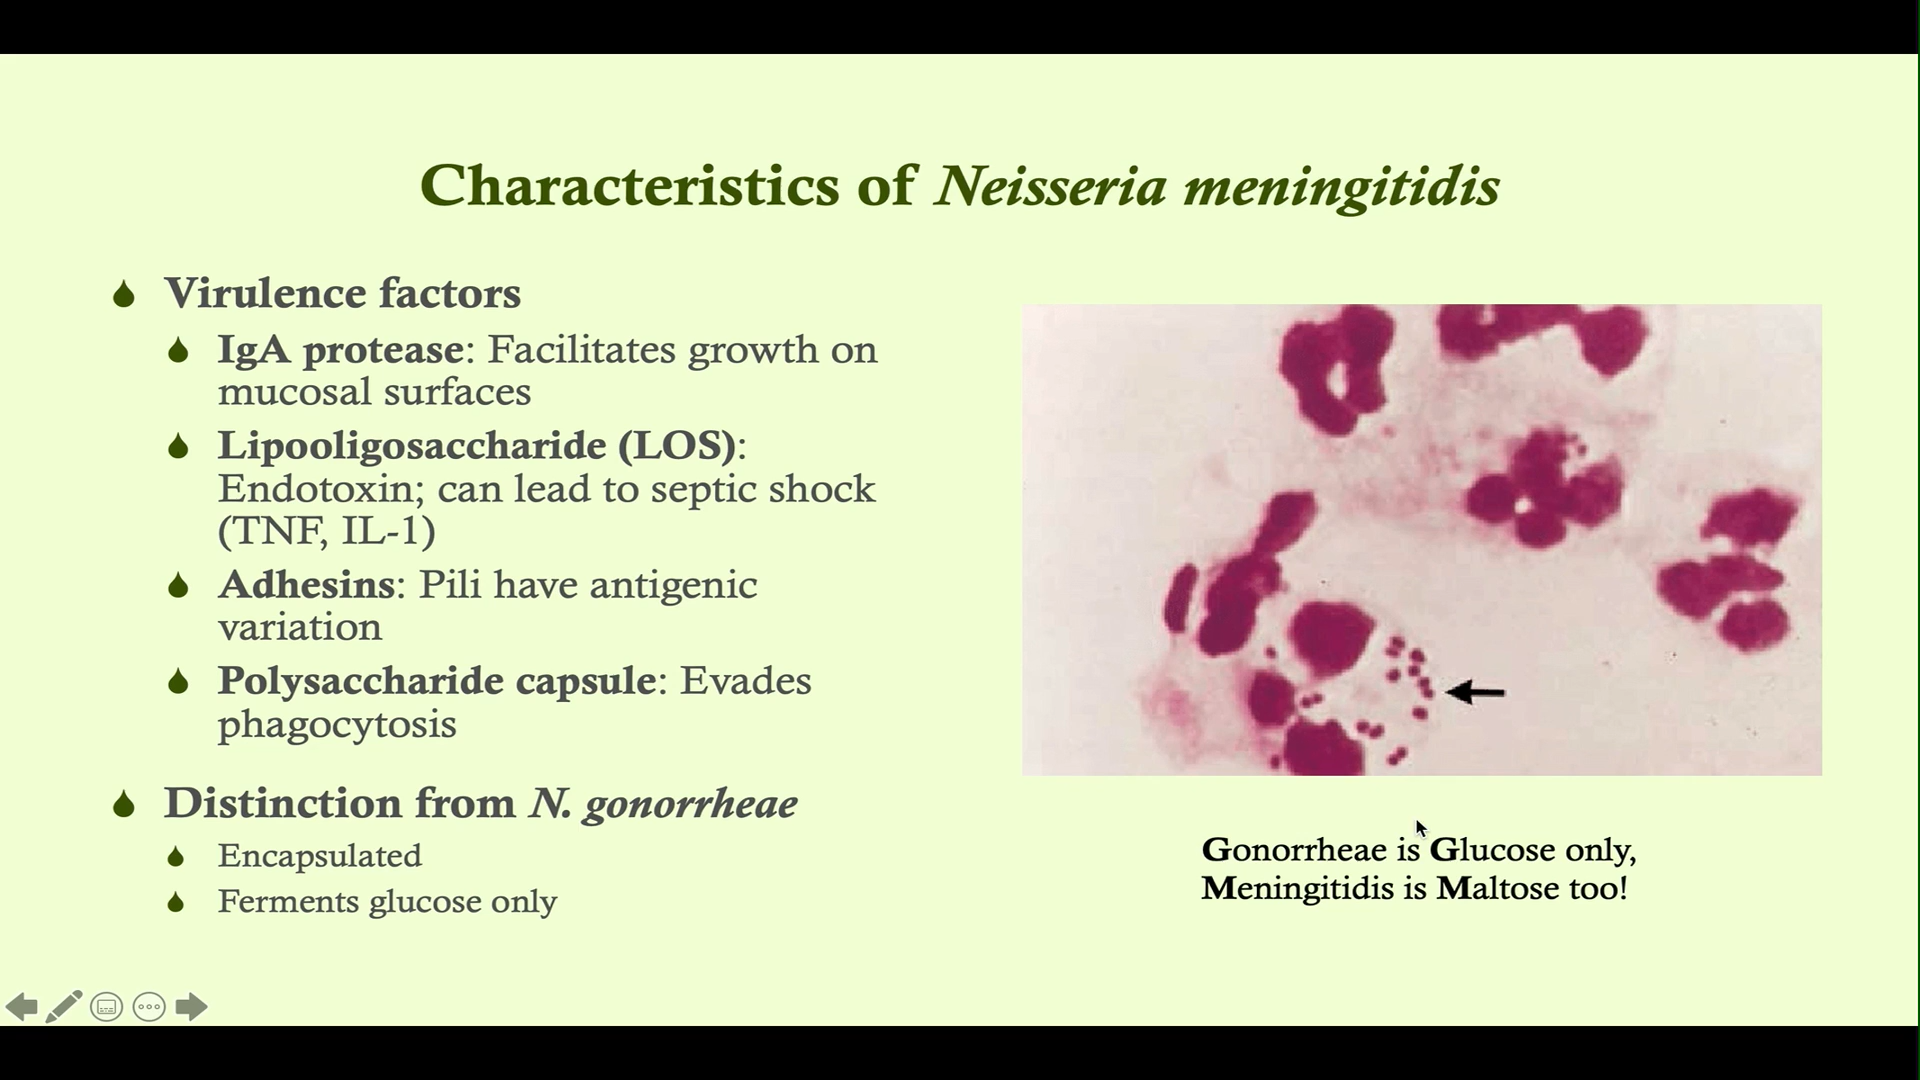 Characteristics of Neisseria meningitidis
Virulence factors
IgA protease: Facilitates growth on
mucosal surfaces
Lipooligosaccharide (LOS):
Endotoxin; can lead to septic shock
(TNF, IL-1)
Adhesins: Pili have antigenic
variation
Polysaccharide capsule: Evades
phagocytosis
Distinction from N. gonorrheae
Encapsulated
Ferments glucose only
Gonorrheae is Glucose only,
Meningitidis is Maltose too!